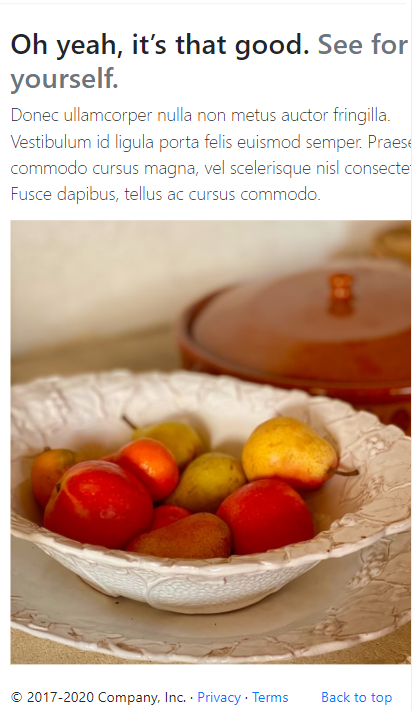 Oh yeah, it’s that good. See for
yourself.
Donec ullamcorper nulla non metus auctor fringilla.
Vestibulum id ligula porta felis euismod semper. Praese
commodo cursus magna, vel scelerisque nisl consectet
Fusce dapibus, tellus ac cursus commodo.
© 2017-2020 Company, Inc. · Privacy · Terms Back to top